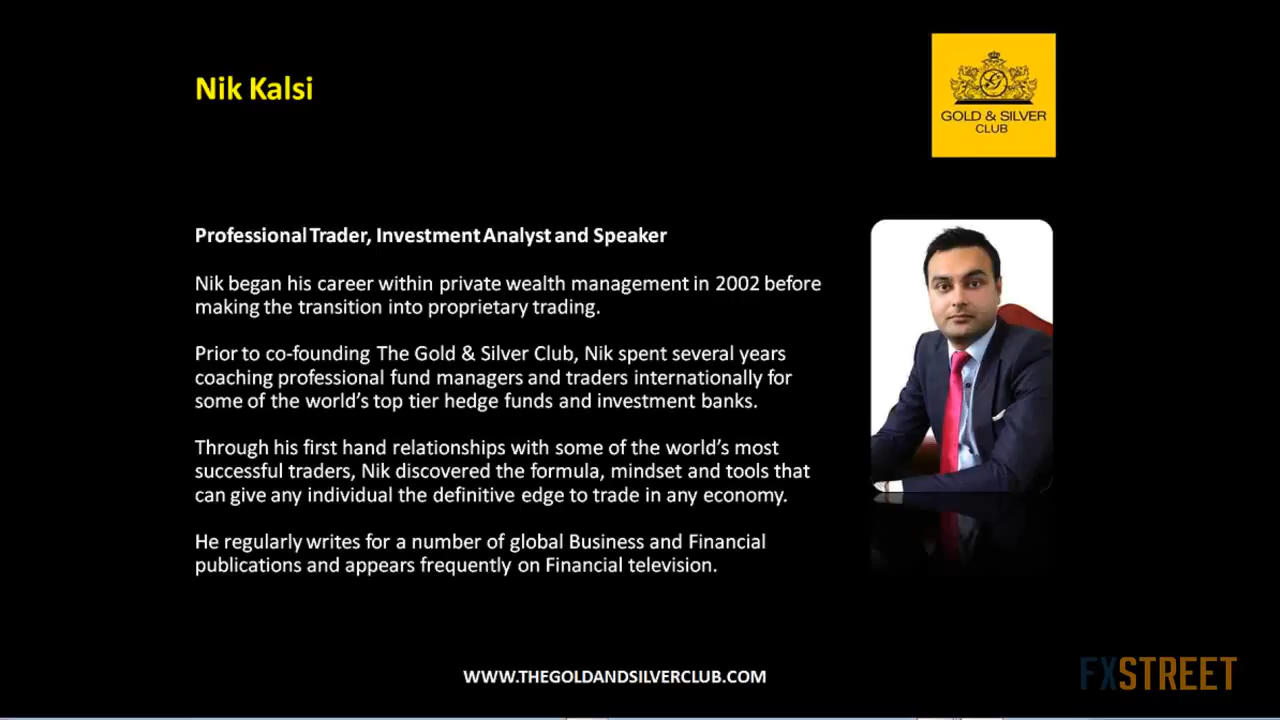 Nik Kalsi
GOLD & SILVER
CLUB
Professional Trader, Investment Analyst and Speaker
Nik began his career within private wealth management in 2002 before
making the transition into proprietary trading.
Prior to co-founding The Gold & Silver Club, Nik spent several years
coaching professional fund managers and traders internationally for
some of the world's top tier hedge funds and investment banks.
Through his first hand relationships with some of the world's most
successful traders, Nik discovered the formula, mindset and tools that
can give any individual the definitive edge to trade in any economy.
He regularly writes for a number of global Business and Financial
publications and appears frequently on Financial television.
WWW.THEGOLDANDSILVERCLUB.COM
FXSTREET